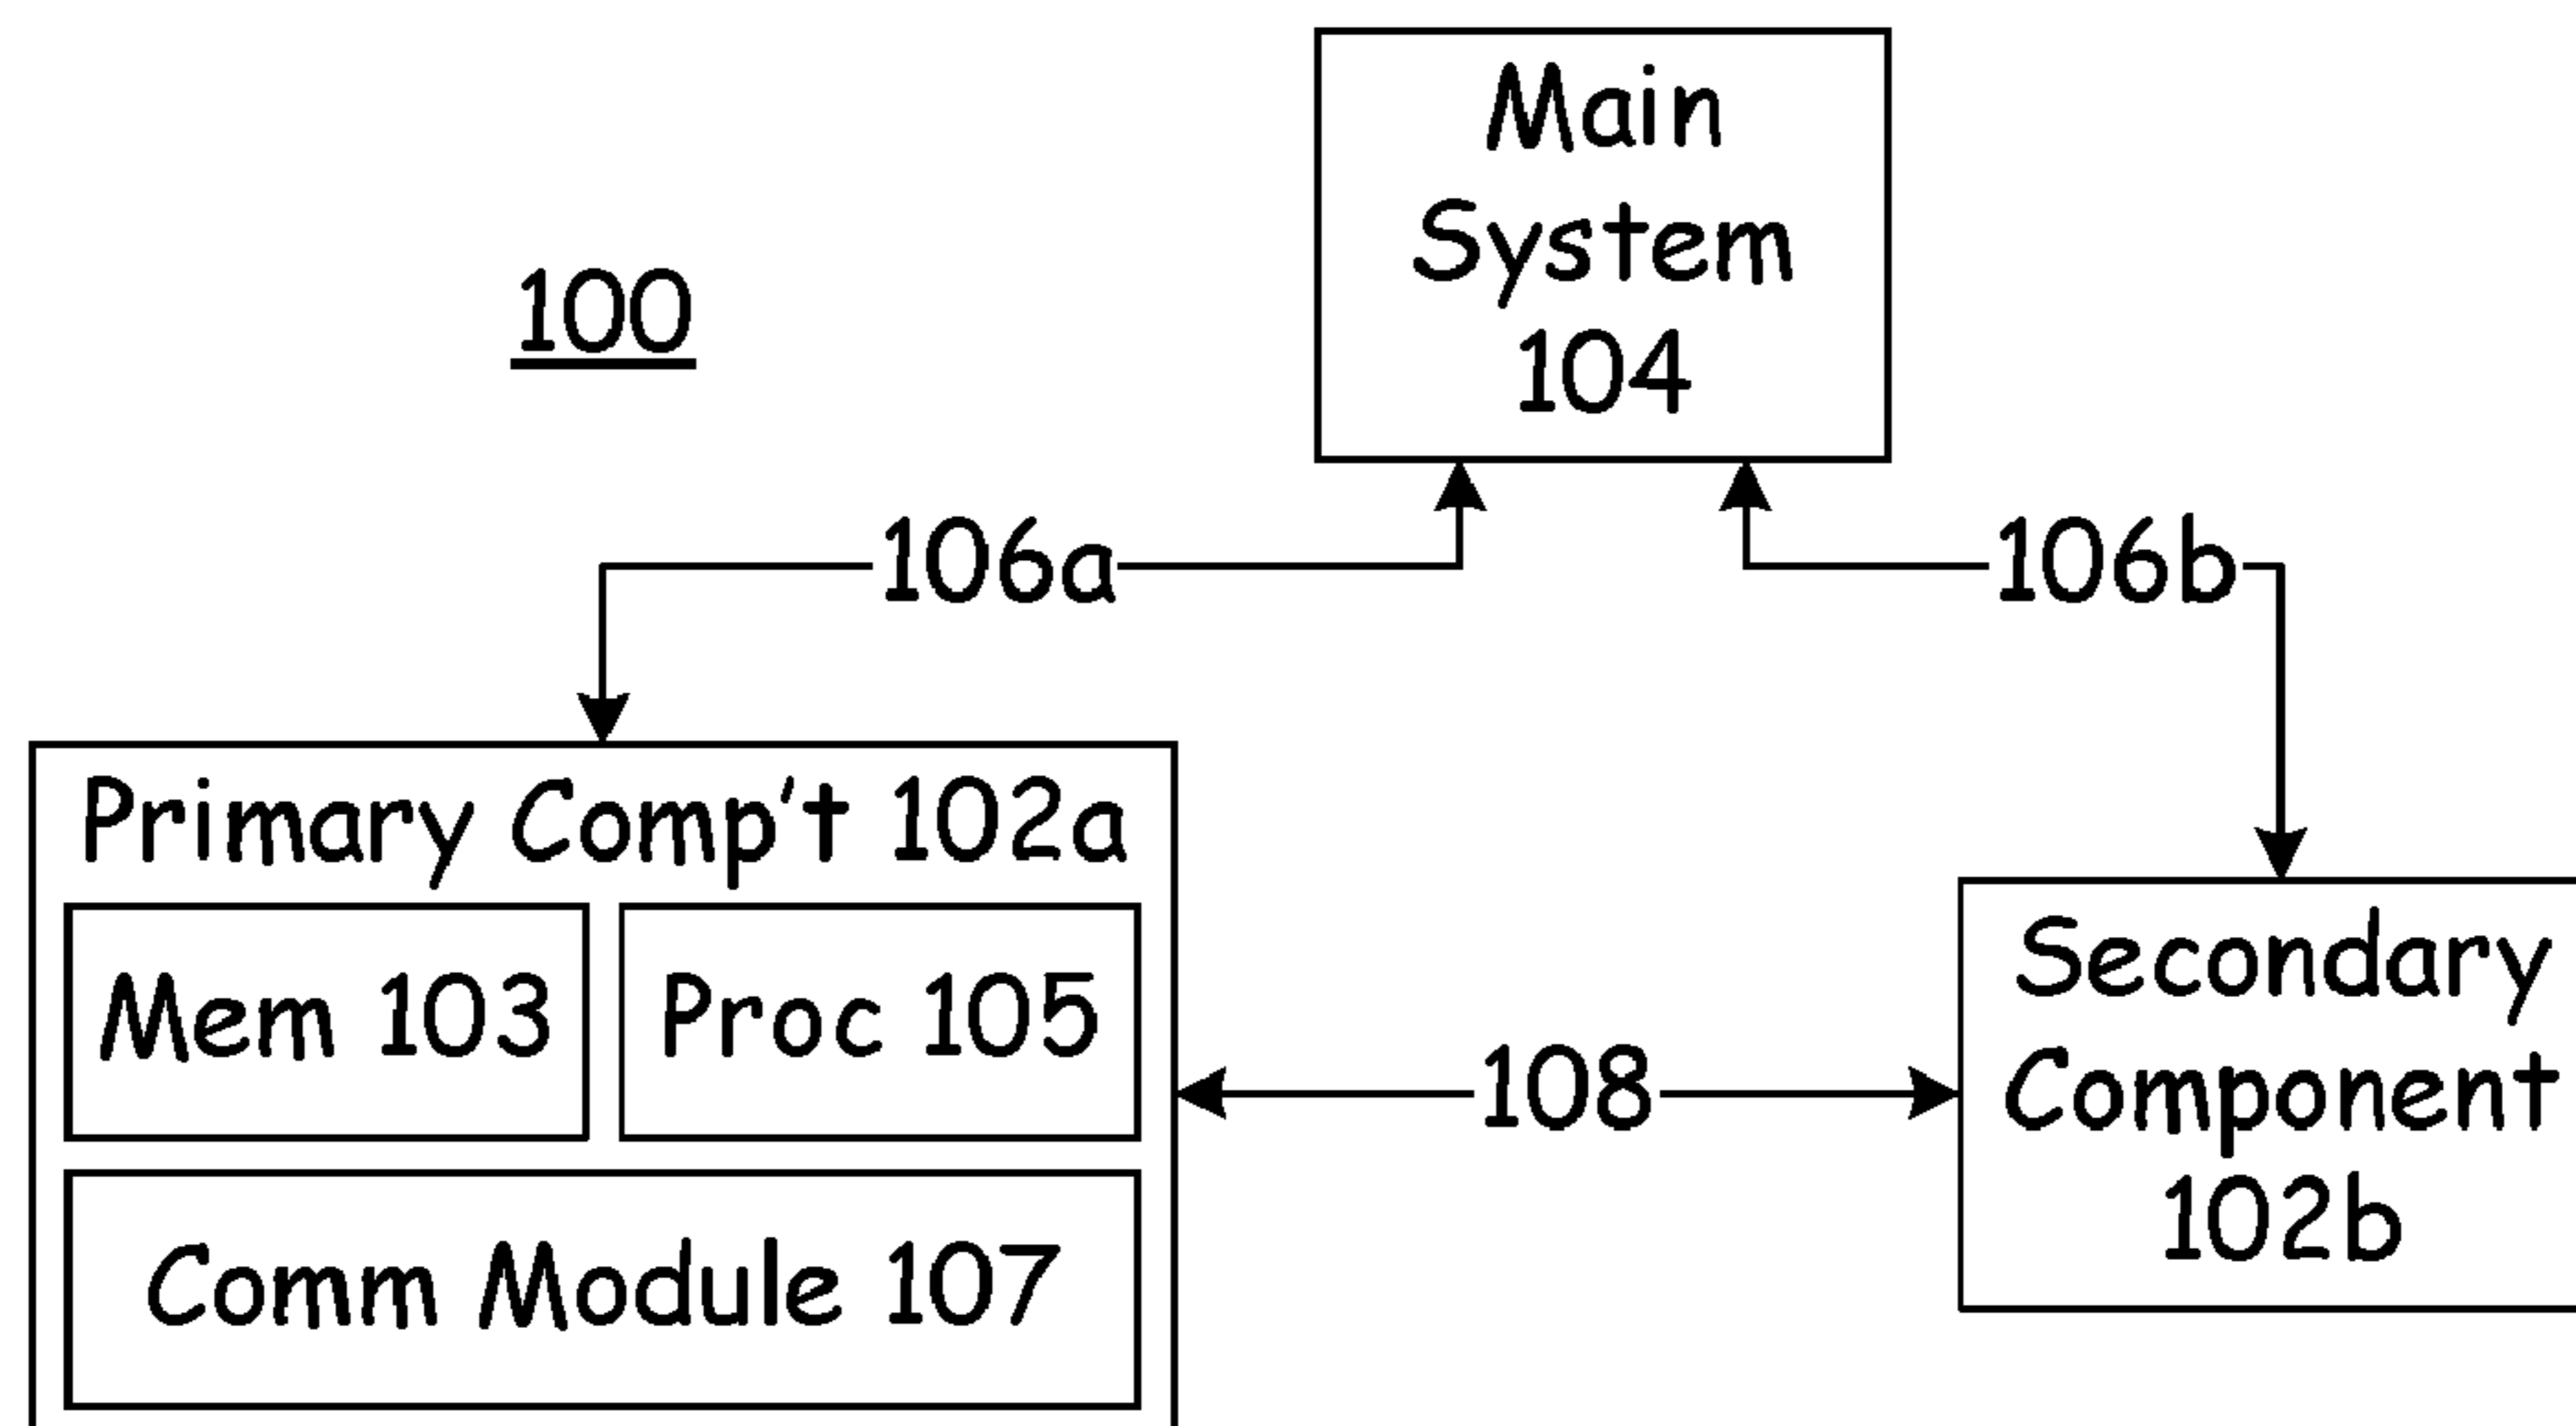 Main
System
104
100
106a
106b
Primary Comp't 102a
Mem 103
Proc 105
Comm Module 107
108
Secondary
Component
102b